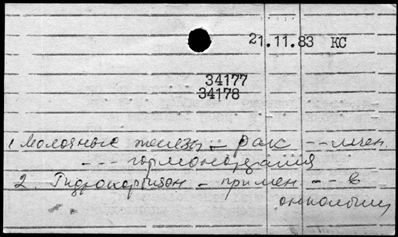 21.11.83 КС
34177
34178
1. Молочные железы - рак -- лечен.
--- гормонотерапия
2. Гидрокортизон - примен -- в
онкологии